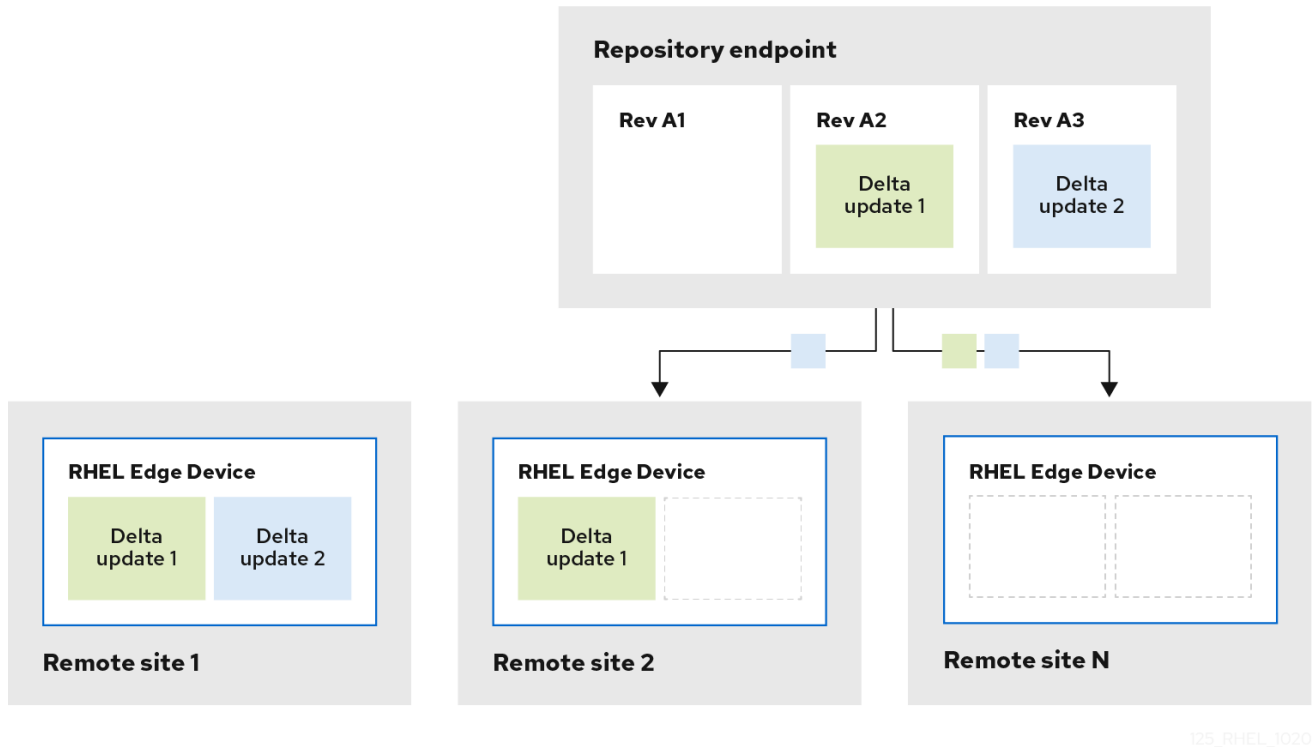 Repository endpoint
Rev A1
Rev A2
Rev A3
Delta
update 1
Delta
update 2
RHEL Edge Device
Delta
update 1
Delta
update 2
Remote site 1
RHEL Edge Device
Delta
update 1
Remote site 2
RHEL Edge Device
Remote site N
125_RHEL_1020